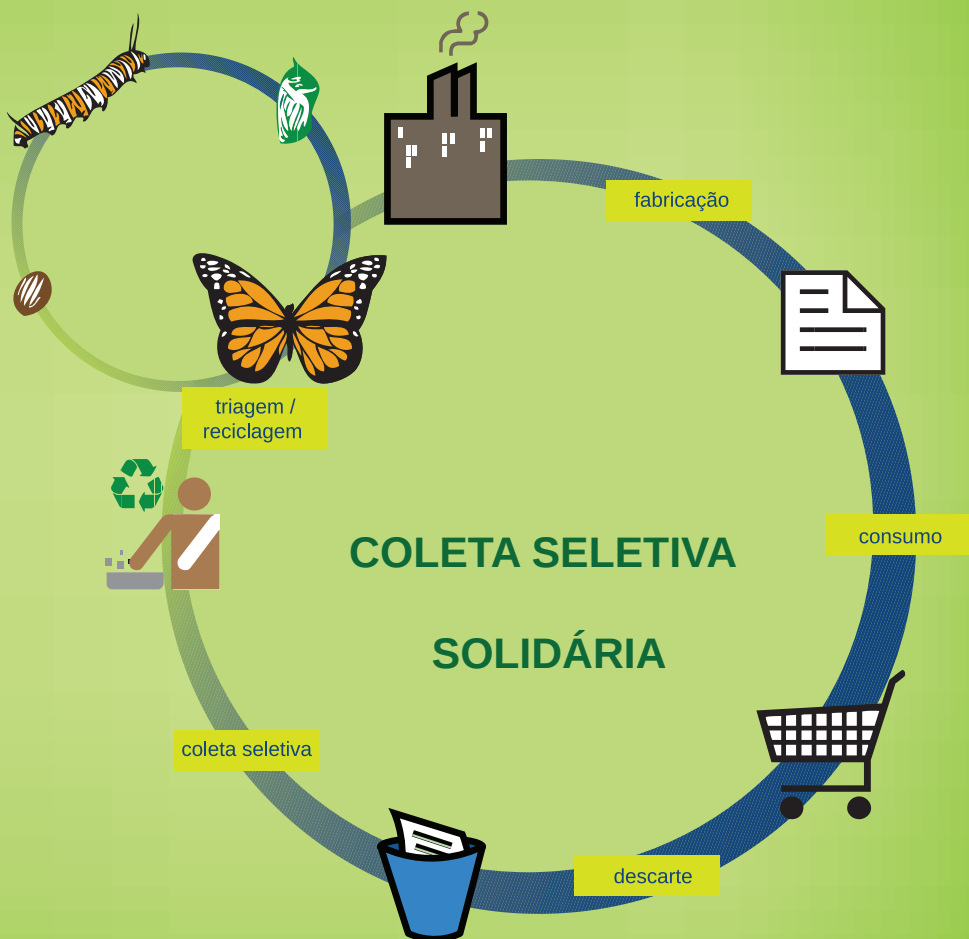 fabricação
triagem /
reciclagem
consumo
COLETA SELETIVA
SOLIDÁRIA
coleta seletiva
descarte